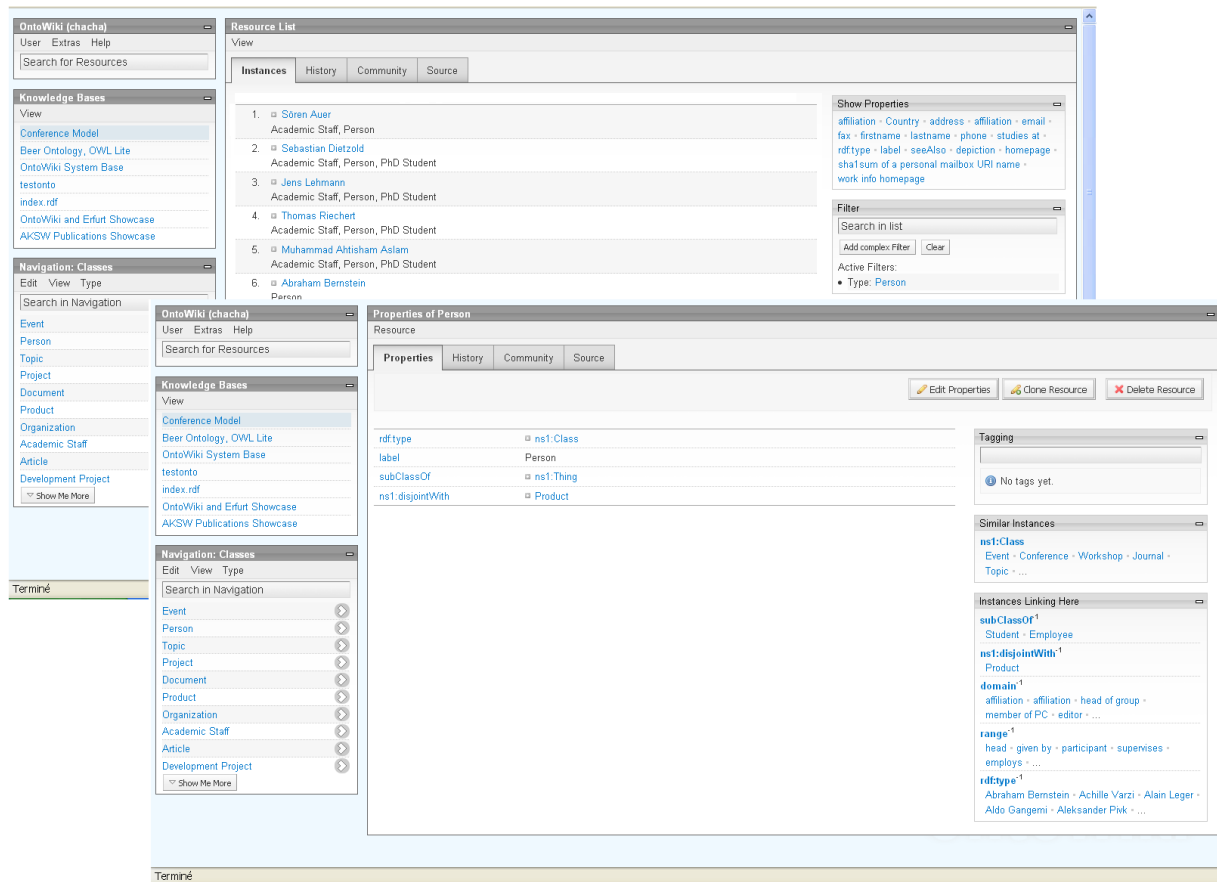 OntoWiki (chacha)
User Extras Help
Search for Resources
Knowledge Bases
View
Conference Model
Beer Ontology, OWL Lite
OntoWiki System Base
testonto
index.rdf
OntoWiki and Erfurt Showcase
AKSW Publications Showcase
Navigation: Classes
Edit View Type
Search in Navigation
Event
Person
Topic
Project
Document
Product
Organization
Academic Staff
Article
Development Project
Show Me More
Terminé
Resource List
View
Instances History Community Source
1. Sören Auer
Academic Staff, Person
2. Sebastian Dietzold
Academic Staff, Person, PhD Student
3. Jens Lehmann
Academic Staff, Person, PhD Student
4. Thomas Riechert
Academic Staff, Person, PhD Student
5. Muhammad Ahtisham Aslam
Academic Staff, Person, PhD Student
6. Abraham Bernstein
Person
Show Properties
affiliation - Country - address - affiliation - email -
fax - firstname - lastname - phone - studies at -
rdf:type - label - seeAlso - depiction - homepage -
sha1sum of a personal mailbox URI name -
work info homepage
Filter
Search in list
Add complex Filter Clear
Active Filters:
• Type: Person
OntoWiki (chacha)
User Extras Help
Search for Resources
Knowledge Bases
View
Conference Model
Beer Ontology, OWL Lite
OntoWiki System Base
testonto
index.rdf
OntoWiki and Erfurt Showcase
AKSW Publications Showcase
Navigation: Classes
Edit View Type
Search in Navigation
Event
Person
Topic
Project
Document
Product
Organization
Academic Staff
Article
Development Project
Show Me More
Properties of Person
Resource
Properties History Community Source
Edit Properties Clone Resource Delete Resource
rdf:type ns1:Class
label Person
subClassOf ns1:Thing
ns1:disjointWith Product
Tagging
No tags yet.
Similar Instances
ns1:Class
Event - Conference - Workshop - Journal -
Topic - ...
Instances Linking Here
subClassOf-1
Student - Employee
ns1:disjointWith-1
Product
domain-1
affiliation - affiliation - head of group -
member of PC - editor - ...
range-1
head - given by - participant - supervises -
employs - ...
rdf:type-1
Abraham Bernstein - Achille Varzi - Alain Leger -
Aldo Gangemi - Aleksander Pivk - ...
Terminé